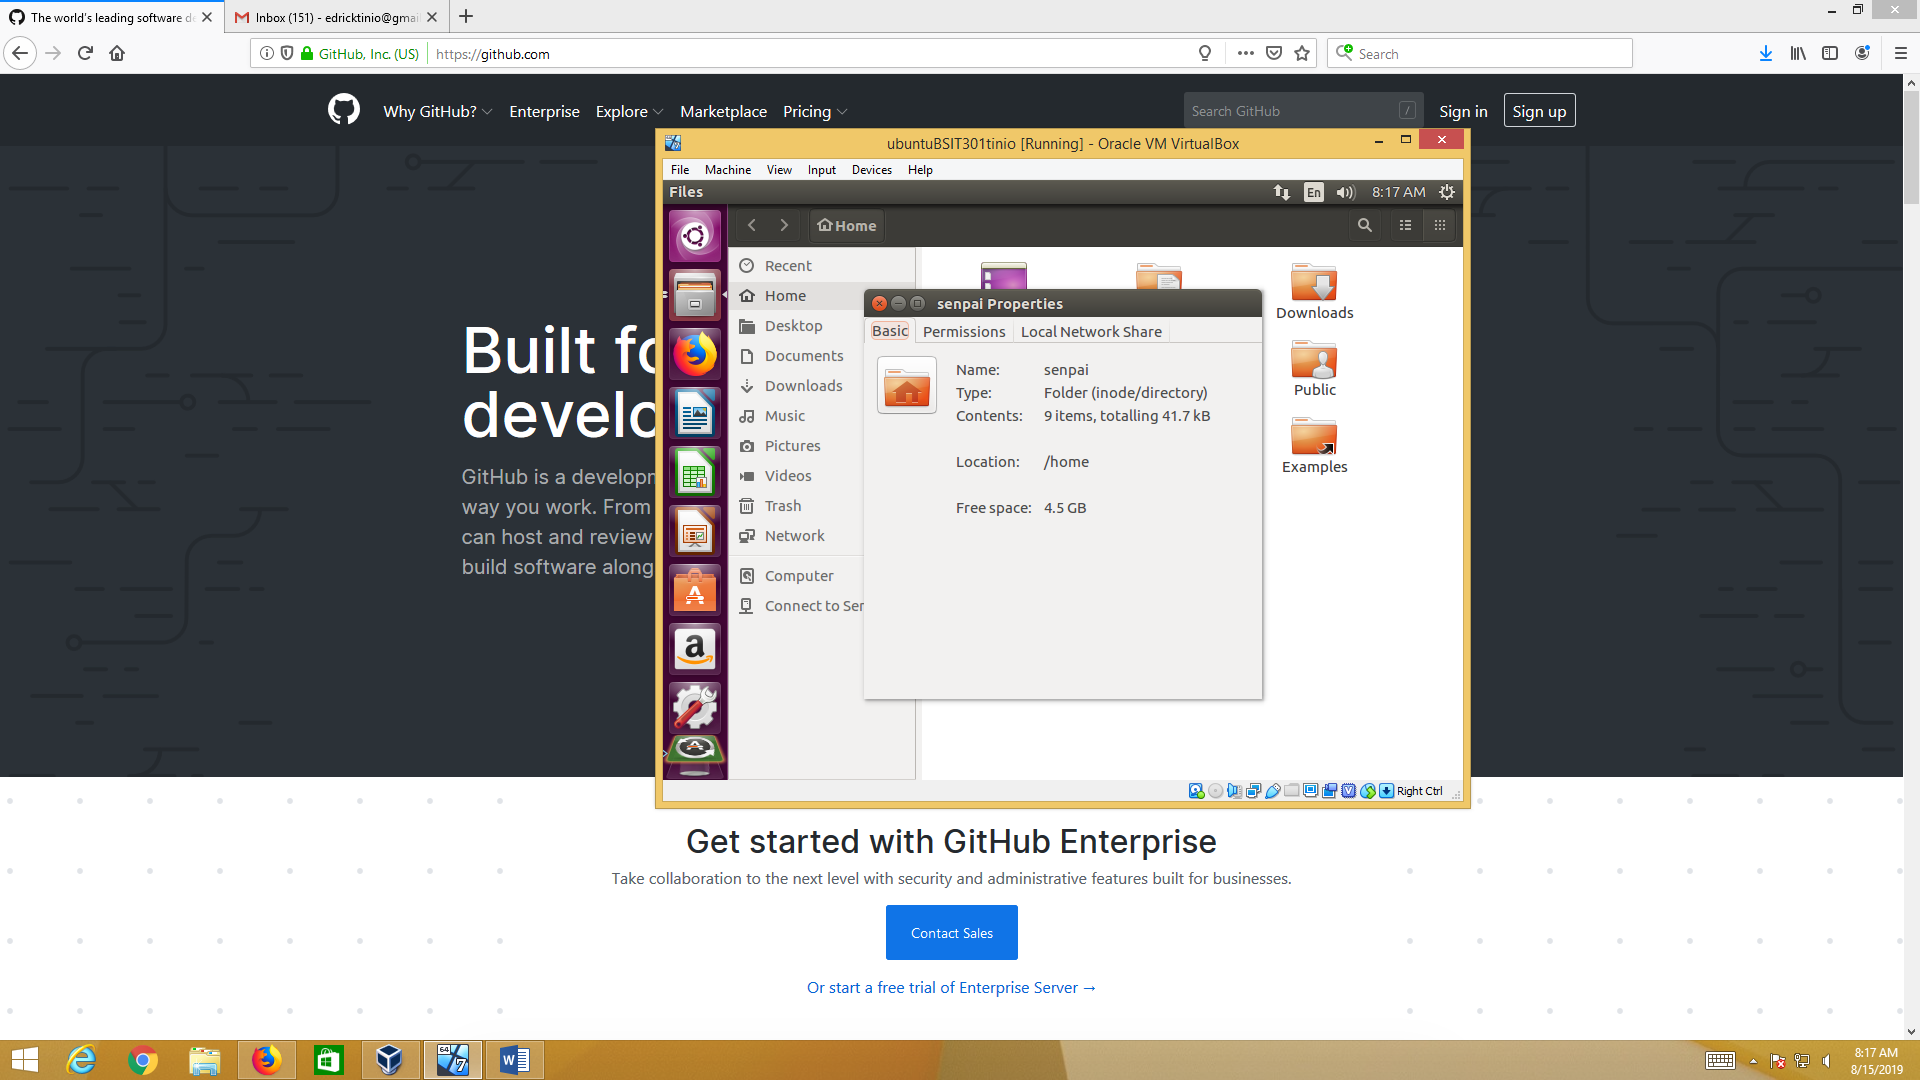 The world's leading software de
Inbox (151) - edricktinio@gmai
GitHub, Inc. (US)
https://github.com
Search
Why GitHub?
Enterprise
Explore
Marketplace
Pricing
Search GitHub
/
Sign in
Sign up
Built fo
develo
GitHub is a developm
way you work. From
can host and review
build software along
ubuntuBSIT301tinio [Running] - Oracle VM VirtualBox
File Machine View Input Devices Help
Files
En
8:17 AM
Home
Recent
Home
Desktop
Documents
Downloads
Music
Pictures
Videos
Trash
Network
Computer
Connect to Ser
Downloads
Public
Examples
senpai Properties
Basic Permissions Local Network Share
Name: senpai
Type: Folder (inode/directory)
Contents: 9 items, totalling 41.7 kB
Location: /home
Free space: 4.5 GB
Right Ctrl
Get started with GitHub Enterprise
Take collaboration to the next level with security and administrative features built for businesses.
Contact Sales
Or start a free trial of Enterprise Server →
64
7
8:17 AM
8/15/2019